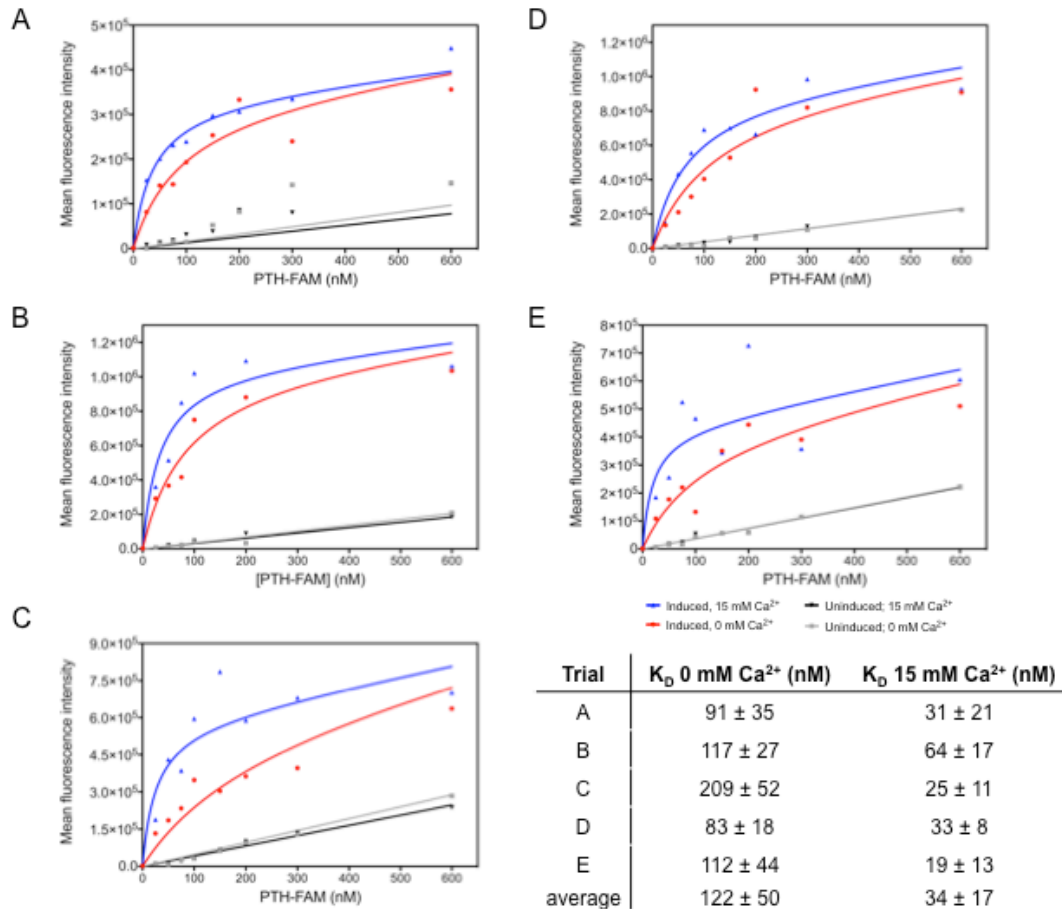 A
Mean fluorescence intensity
5×10⁵
4×10⁵
3×10⁵
2×10⁵
1×10⁵
0
0 100 200 300 400 500 600
PTH-FAM (nM)
B
Mean fluorescence intensity
1.2×10⁶
1.0×10⁶
8.0×10⁵
6.0×10⁵
4.0×10⁵
2.0×10⁵
0.0
0 100 200 300 400 500 600
[PTH-FAM] (nM)
C
Mean fluorescence intensity
9.0×10⁵
7.5×10⁵
6.0×10⁵
4.5×10⁵
3.0×10⁵
1.5×10⁵
0.0
0 100 200 300 400 500 600
PTH-FAM (nM)
D
Mean fluorescence intensity
1.2×10⁶
1.0×10⁶
8.0×10⁵
6.0×10⁵
4.0×10⁵
2.0×10⁵
0.0
0 100 200 300 400 500 600
PTH-FAM (nM)
E
Mean fluorescence intensity
8×10⁵
7×10⁵
6×10⁵
5×10⁵
4×10⁵
3×10⁵
2×10⁵
1×10⁵
0
0 100 200 300 400 500 600
PTH-FAM (nM)
Induced, 15 mM Ca²⁺ Uninduced; 15 mM Ca²⁺
Induced, 0 mM Ca²⁺ Uninduced; 0 mM Ca²⁺
Trial K_D 0 mM Ca²⁺ (nM) K_D 15 mM Ca²⁺ (nM)
A 91 ± 35 31 ± 21
B 117 ± 27 64 ± 17
C 209 ± 52 25 ± 11
D 83 ± 18 33 ± 8
E 112 ± 44 19 ± 13
average 122 ± 50 34 ± 17